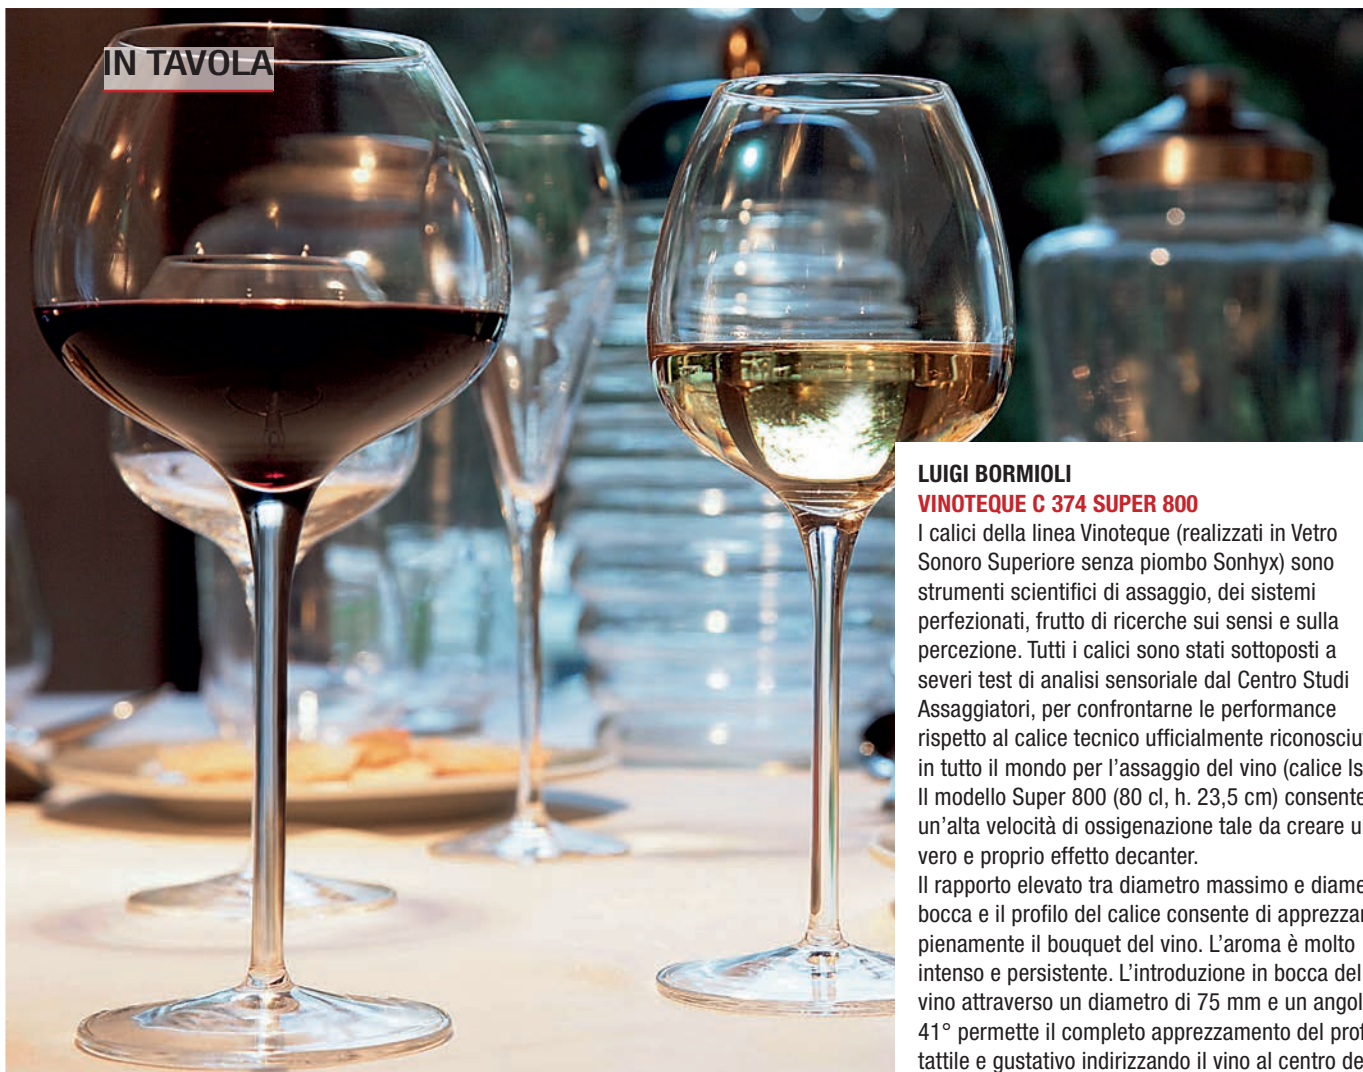 IN TAVOLA
LUIGI BORMIOLI
VINOTEQUE C 374 SUPER 800
I calici della linea Vinoteque (realizzati in Vetro
Sonoro Superiore senza piombo Sonhyx) sono
strumenti scientifici di assaggio, dei sistemi
perfezionati, frutto di ricerche sui sensi e sulla
percezione. Tutti i calici sono stati sottoposti a
severi test di analisi sensoriale dal Centro Studi
Assaggiatori, per confrontarne le performance
rispetto al calice tecnico ufficialmente
in tutto il mondo per l’assaggio del vino (calice
Il modello Super 800 (80 cl, h. 23,5 cm) consente
un’alta velocità di ossigenazione tale da creare
vero e proprio effetto decanter.
Il rapporto elevato tra diametro massimo e
bocca e il profilo del calice consente di
pienamente il bouquet del vino. L’aroma è molto
intenso e persistente. L’introduzione in bocca del
vino attraverso un diametro di 75 mm e un
41° permette il completo apprezzamento del
tattile e gustativo indirizzando il vino al centro